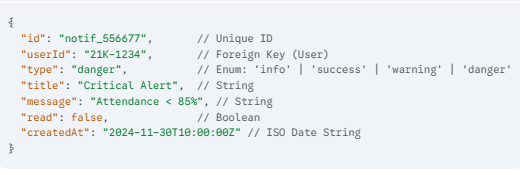 {
  "id": "notif_556677",       // Unique ID
  "userId": "21K-1234",       // Foreign Key (User)
  "type": "danger",           // Enum: 'info' | 'success' | 'warning' | 'danger'
  "title": "Critical Alert",  // String
  "message": "Attendance < 85%", // String
  "read": false,              // Boolean
  "createdAt": "2024-11-30T10:00:00Z" // ISO Date String
}